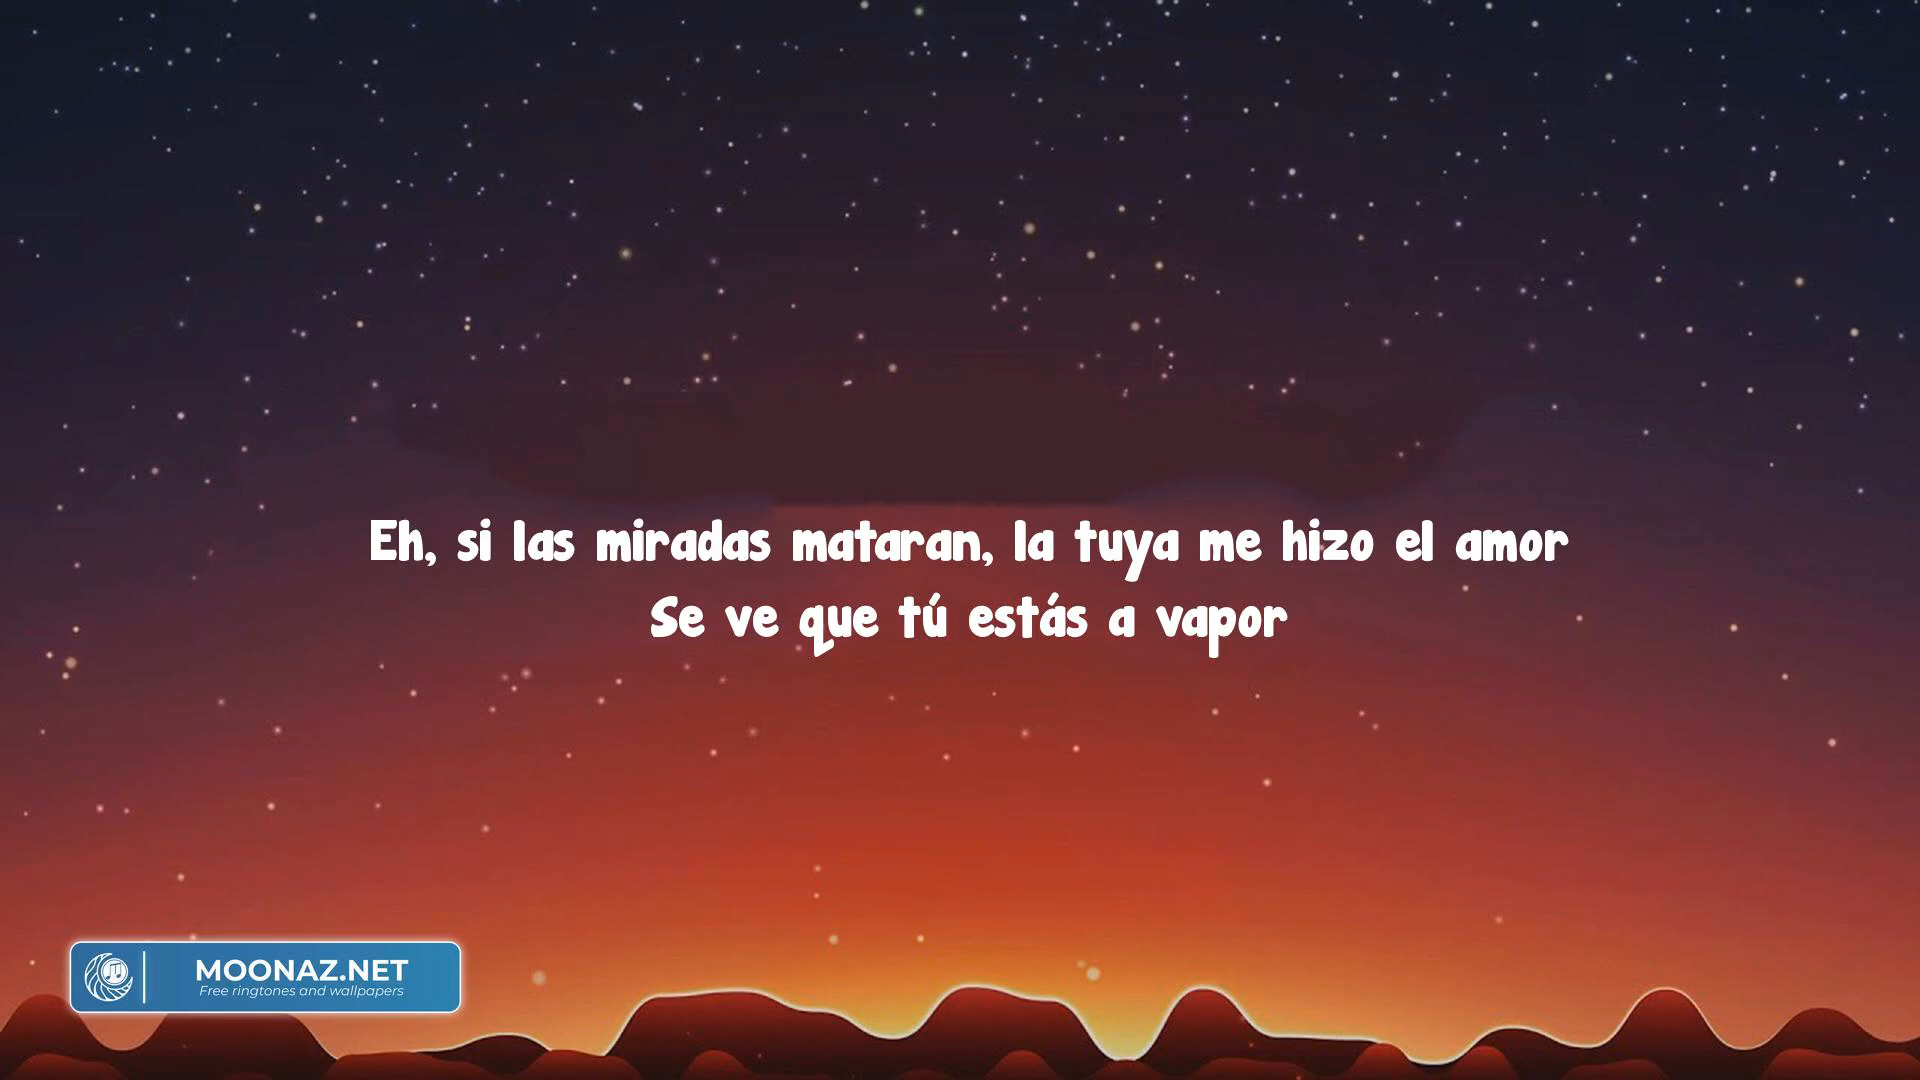 Eh, si las miradas mataran, la tuya me hizo el amor
Se ve que tú estás a vapor
MOONAZ.NET
Free ringtones and wallpapers